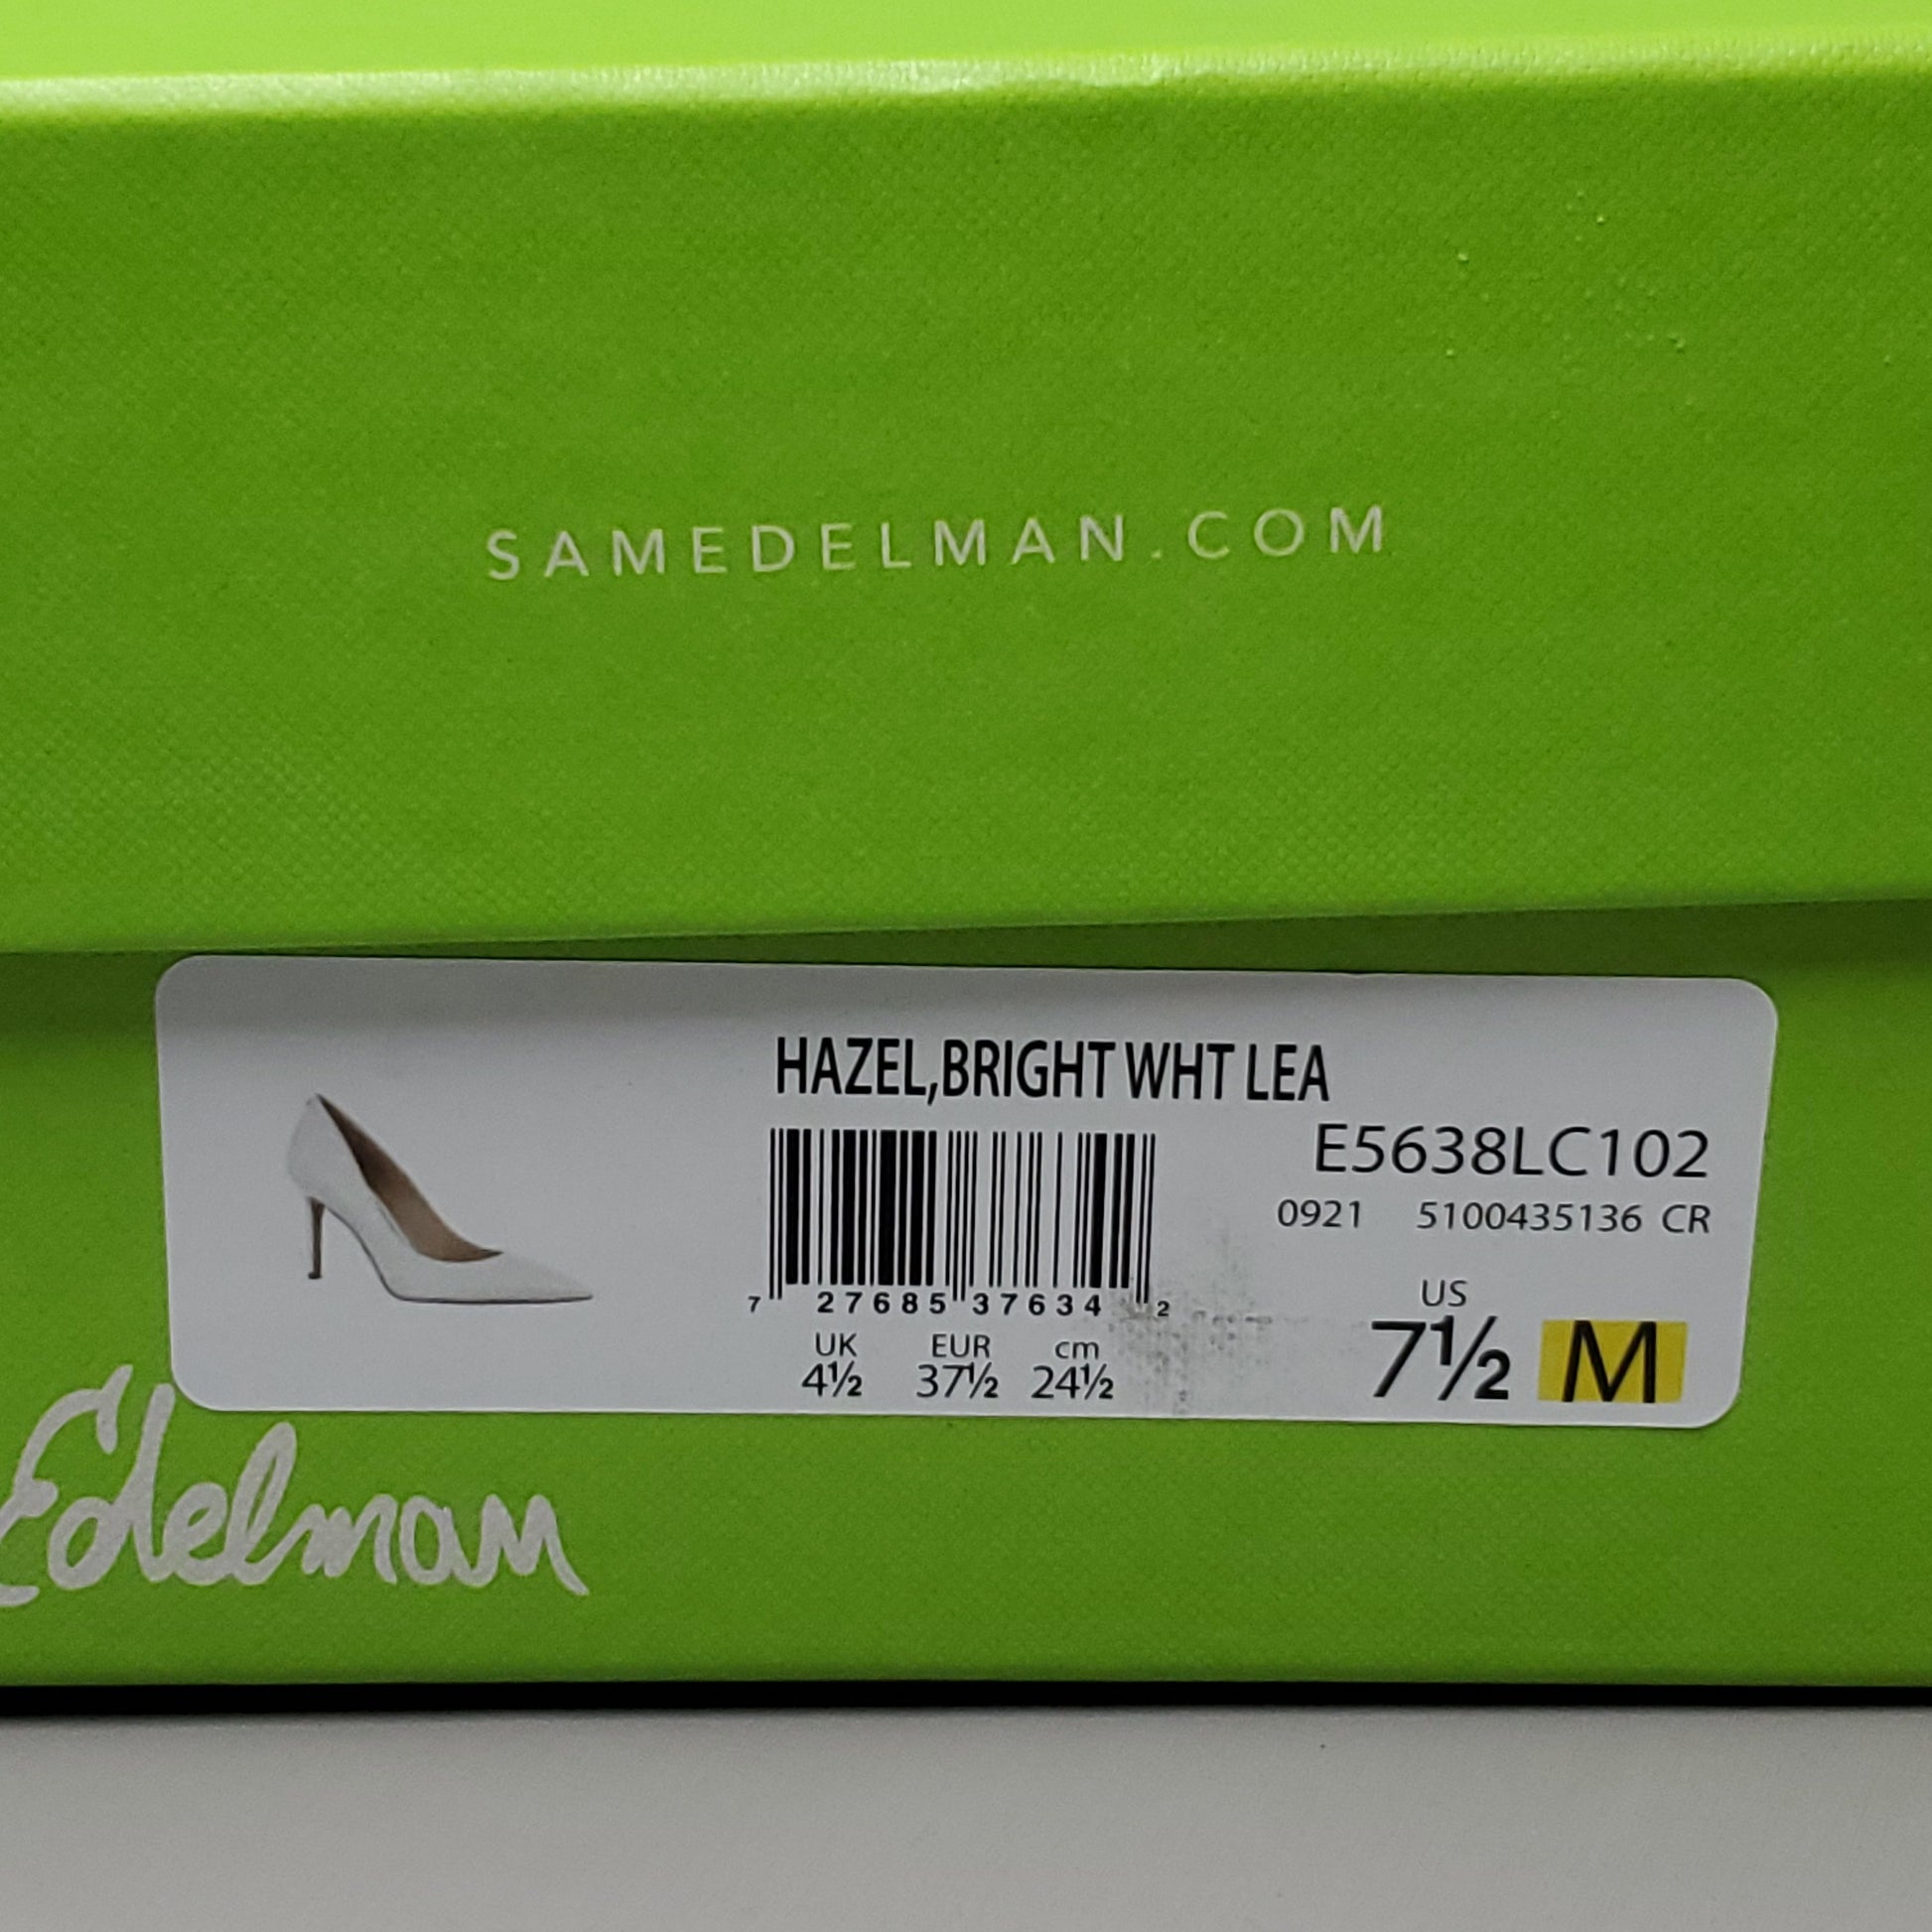 SAMEDELMAN.COM
HAZEL,BRIGHT WHT LEA
E5638LC102
0921 5100435136 CR
7 27685 37634 2
UK EUR cm
4½ 37½ 24½
US
7½ M
Edelman